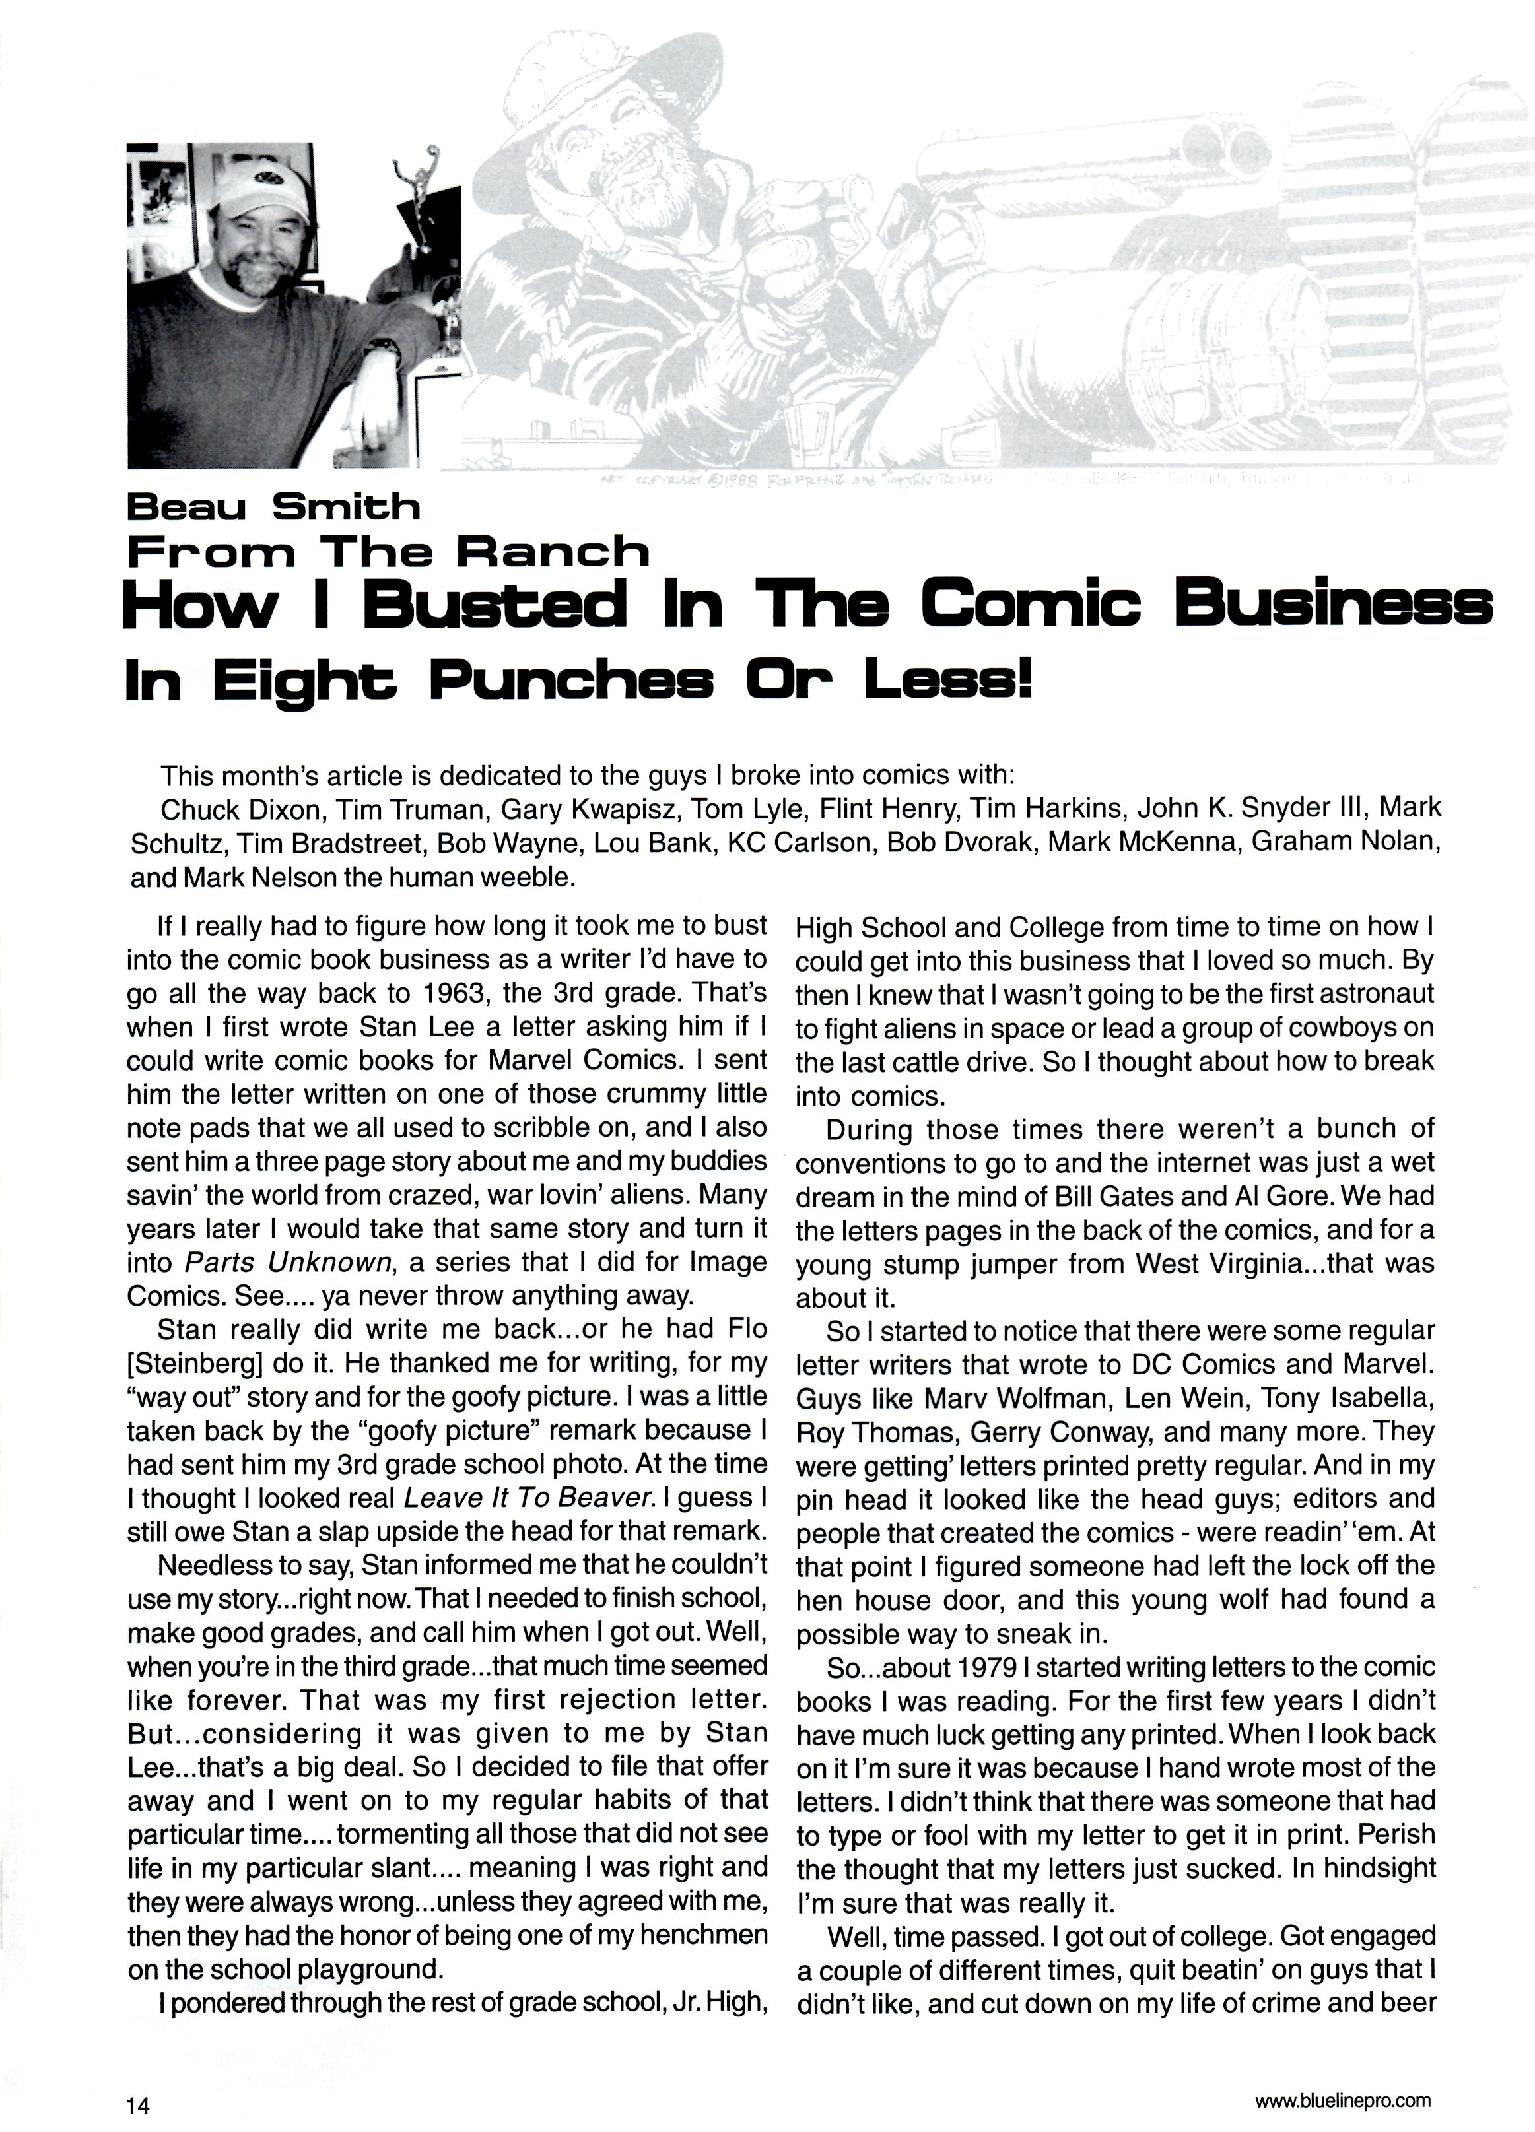 ART COPYRIGHT ©1988
Beau Smith
From The Ranch
How I Busted In The Comic Business
In Eight Punches Or Less!
This month's article is dedicated to the guys I broke into comics with:
Chuck Dixon, Tim Truman, Gary Kwapisz, Tom Lyle, Flint Henry, Tim Harkins, John K. Snyder III, Mark
Schultz, Tim Bradstreet, Bob Wayne, Lou Bank, KC Carlson, Bob Dvorak, Mark McKenna, Graham Nolan,
and Mark Nelson the human weeble.
If I really had to figure how long it took me to bust
into the comic book business as a writer I'd have to
go all the way back to 1963, the 3rd grade. That's
when I first wrote Stan Lee a letter asking him if I
could write comic books for Marvel Comics. I sent
him the letter written on one of those crummy little
note pads that we all used to scribble on, and I also
sent him a three page story about me and my buddies
savin' the world from crazed, war lovin' aliens. Many
years later I would take that same story and turn it
into Parts Unknown, a series that I did for Image
Comics. See.... ya never throw anything away.
Stan really did write me back...or he had Flo
[Steinberg] do it. He thanked me for writing, for my
“way out” story and for the goofy picture. I was a little
taken back by the “goofy picture” remark because I
had sent him my 3rd grade school photo. At the time
I thought I looked real Leave It To Beaver. I guess I
still owe Stan a slap upside the head for that remark.
Needless to say, Stan informed me that he couldn't
use my story...right now. That I needed to finish school,
make good grades, and call him when I got out. Well,
when you're in the third grade...that much time seemed
like forever. That was my first rejection letter.
But...considering it was given to me by Stan
Lee...that's a big deal. So I decided to file that offer
away and I went on to my regular habits of that
particular time.... tormenting all those that did not see
life in my particular slant.... meaning I was right and
they were always wrong...unless they agreed with me,
then they had the honor of being one of my henchmen
on the school playground.
I pondered through the rest of grade school, Jr. High,
High School and College from time to time on how I
could get into this business that I loved so much. By
then I knew that I wasn't going to be the first astronaut
to fight aliens in space or lead a group of cowboys on
the last cattle drive. So I thought about how to break
into comics.
During those times there weren't a bunch of
conventions to go to and the internet was just a wet
dream in the mind of Bill Gates and Al Gore. We had
the letters pages in the back of the comics, and for a
young stump jumper from West Virginia...that was
about it.
So I started to notice that there were some regular
letter writers that wrote to DC Comics and Marvel.
Guys like Marv Wolfman, Len Wein, Tony Isabella,
Roy Thomas, Gerry Conway, and many more. They
were getting' letters printed pretty regular. And in my
pin head it looked like the head guys; editors and
people that created the comics - were readin' 'em. At
that point I figured someone had left the lock off the
hen house door, and this young wolf had found a
possible way to sneak in.
So...about 1979 I started writing letters to the comic
books I was reading. For the first few years I didn't
have much luck getting any printed. When I look back
on it I'm sure it was because I hand wrote most of the
letters. I didn't think that there was someone that had
to type or fool with my letter to get it in print. Perish
the thought that my letters just sucked. In hindsight
I'm sure that was really it.
Well, time passed. I got out of college. Got engaged
a couple of different times, quit beatin' on guys that I
didn't like, and cut down on my life of crime and beer
14
www.bluelinepro.com